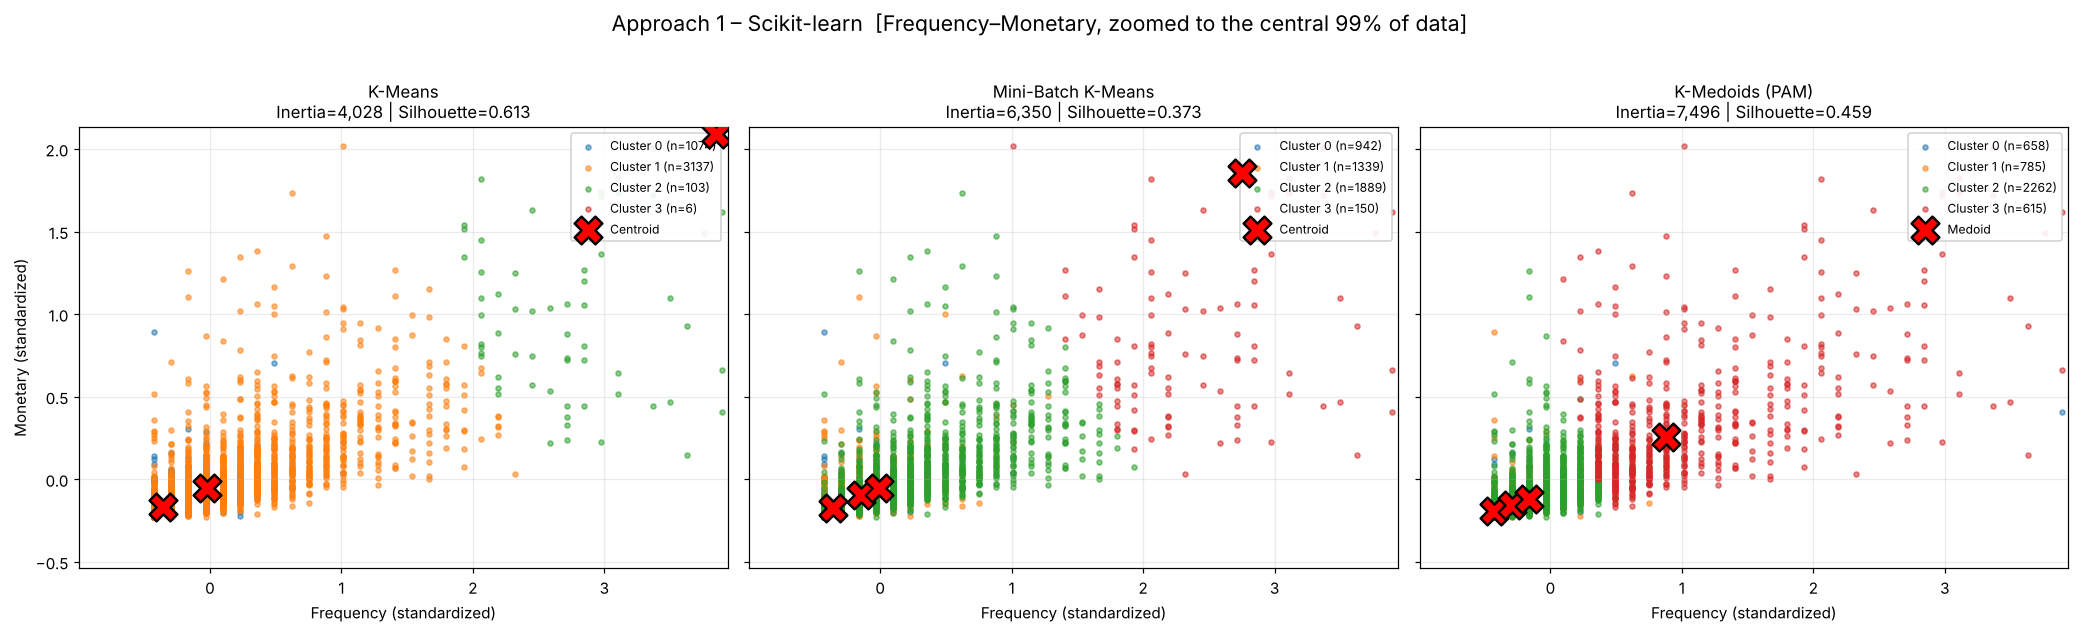 Approach 1 – Scikit-learn [Frequency–Monetary, zoomed to the central 99% of data]
K-Means
Inertia=4,028 | Silhouette=0.613
Cluster 0
Cluster 1 (n=3137)
Cluster 2 (n=103)
Cluster 3 (n=6)
Centroid
2.0
1.5
1.0
0.5
0.0
−0.5
Monetary (standardized)
0 1 2 3
Frequency (standardized)
Mini-Batch K-Means
Inertia=6,350 | Silhouette=0.373
Cluster 0 (n=942)
Cluster 1 (n=1339)
Cluster 2 (n=1889)
Cluster 3 (n=150)
Centroid
0 1 2 3
Frequency (standardized)
K-Medoids (PAM)
Inertia=7,496 | Silhouette=0.459
Cluster 0 (n=658)
Cluster 1 (n=785)
Cluster 2 (n=2262)
Cluster 3 (n=615)
Medoid
0 1 2 3
Frequency (standardized)